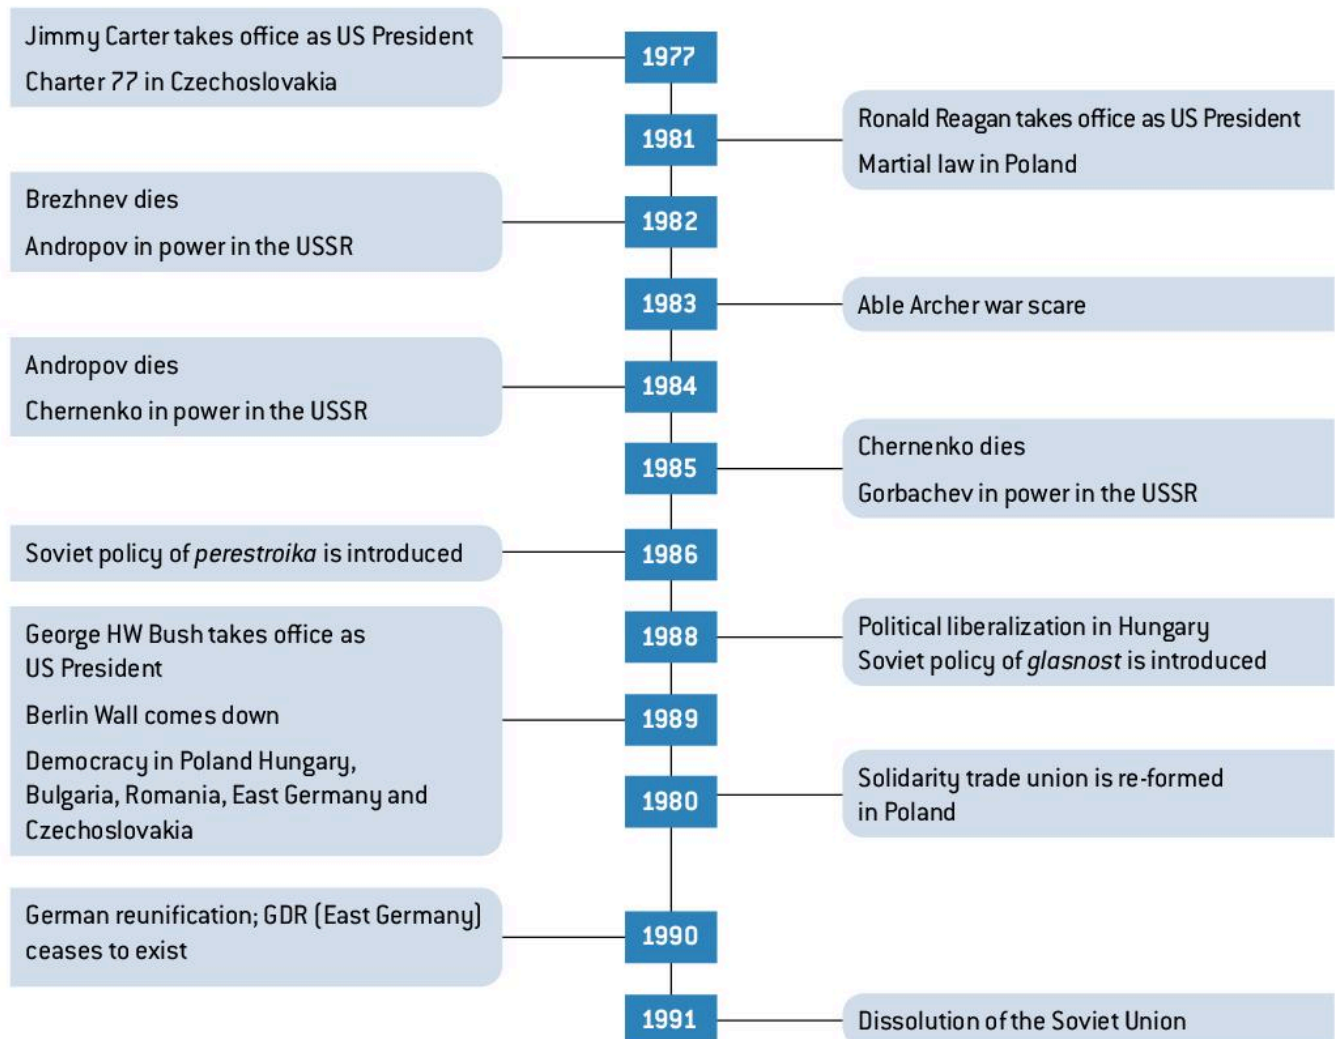 1977
Jimmy Carter takes office as US President
Charter 77 in Czechoslovakia
1981
Ronald Reagan takes office as US President
Martial law in Poland
1982
Brezhnev dies
Andropov in power in the USSR
1983
Able Archer war scare
1984
Andropov dies
Chernenko in power in the USSR
1985
Chernenko dies
Gorbachev in power in the USSR
1986
Soviet policy of perestroika is introduced
1988
Political liberalization in Hungary
Soviet policy of glasnost is introduced
1989
George HW Bush takes office as
US President
Berlin Wall comes down
Democracy in Poland Hungary,
Bulgaria, Romania, East Germany and
Czechoslovakia
1980
Solidarity trade union is re-formed
in Poland
1990
German reunification; GDR (East Germany)
ceases to exist
1991
Dissolution of the Soviet Union